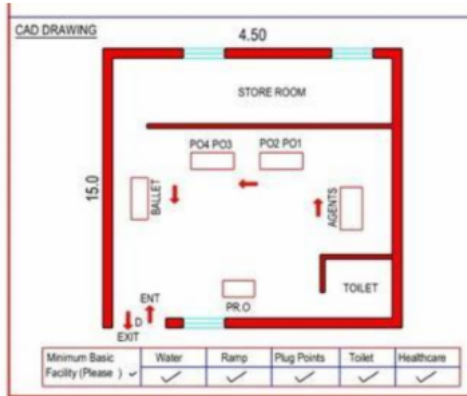 CAD DRAWING
4.50
STORE ROOM
PO4 PO3 PO2 PO1
15.0
BALLET
AGENTS
TOILET
PR.O
ENT
D
EXIT
Minimum Basic Facility (Please ) ✓ Water Ramp Plug Points Toilet Healthcare
✓ ✓ ✓ ✓ ✓